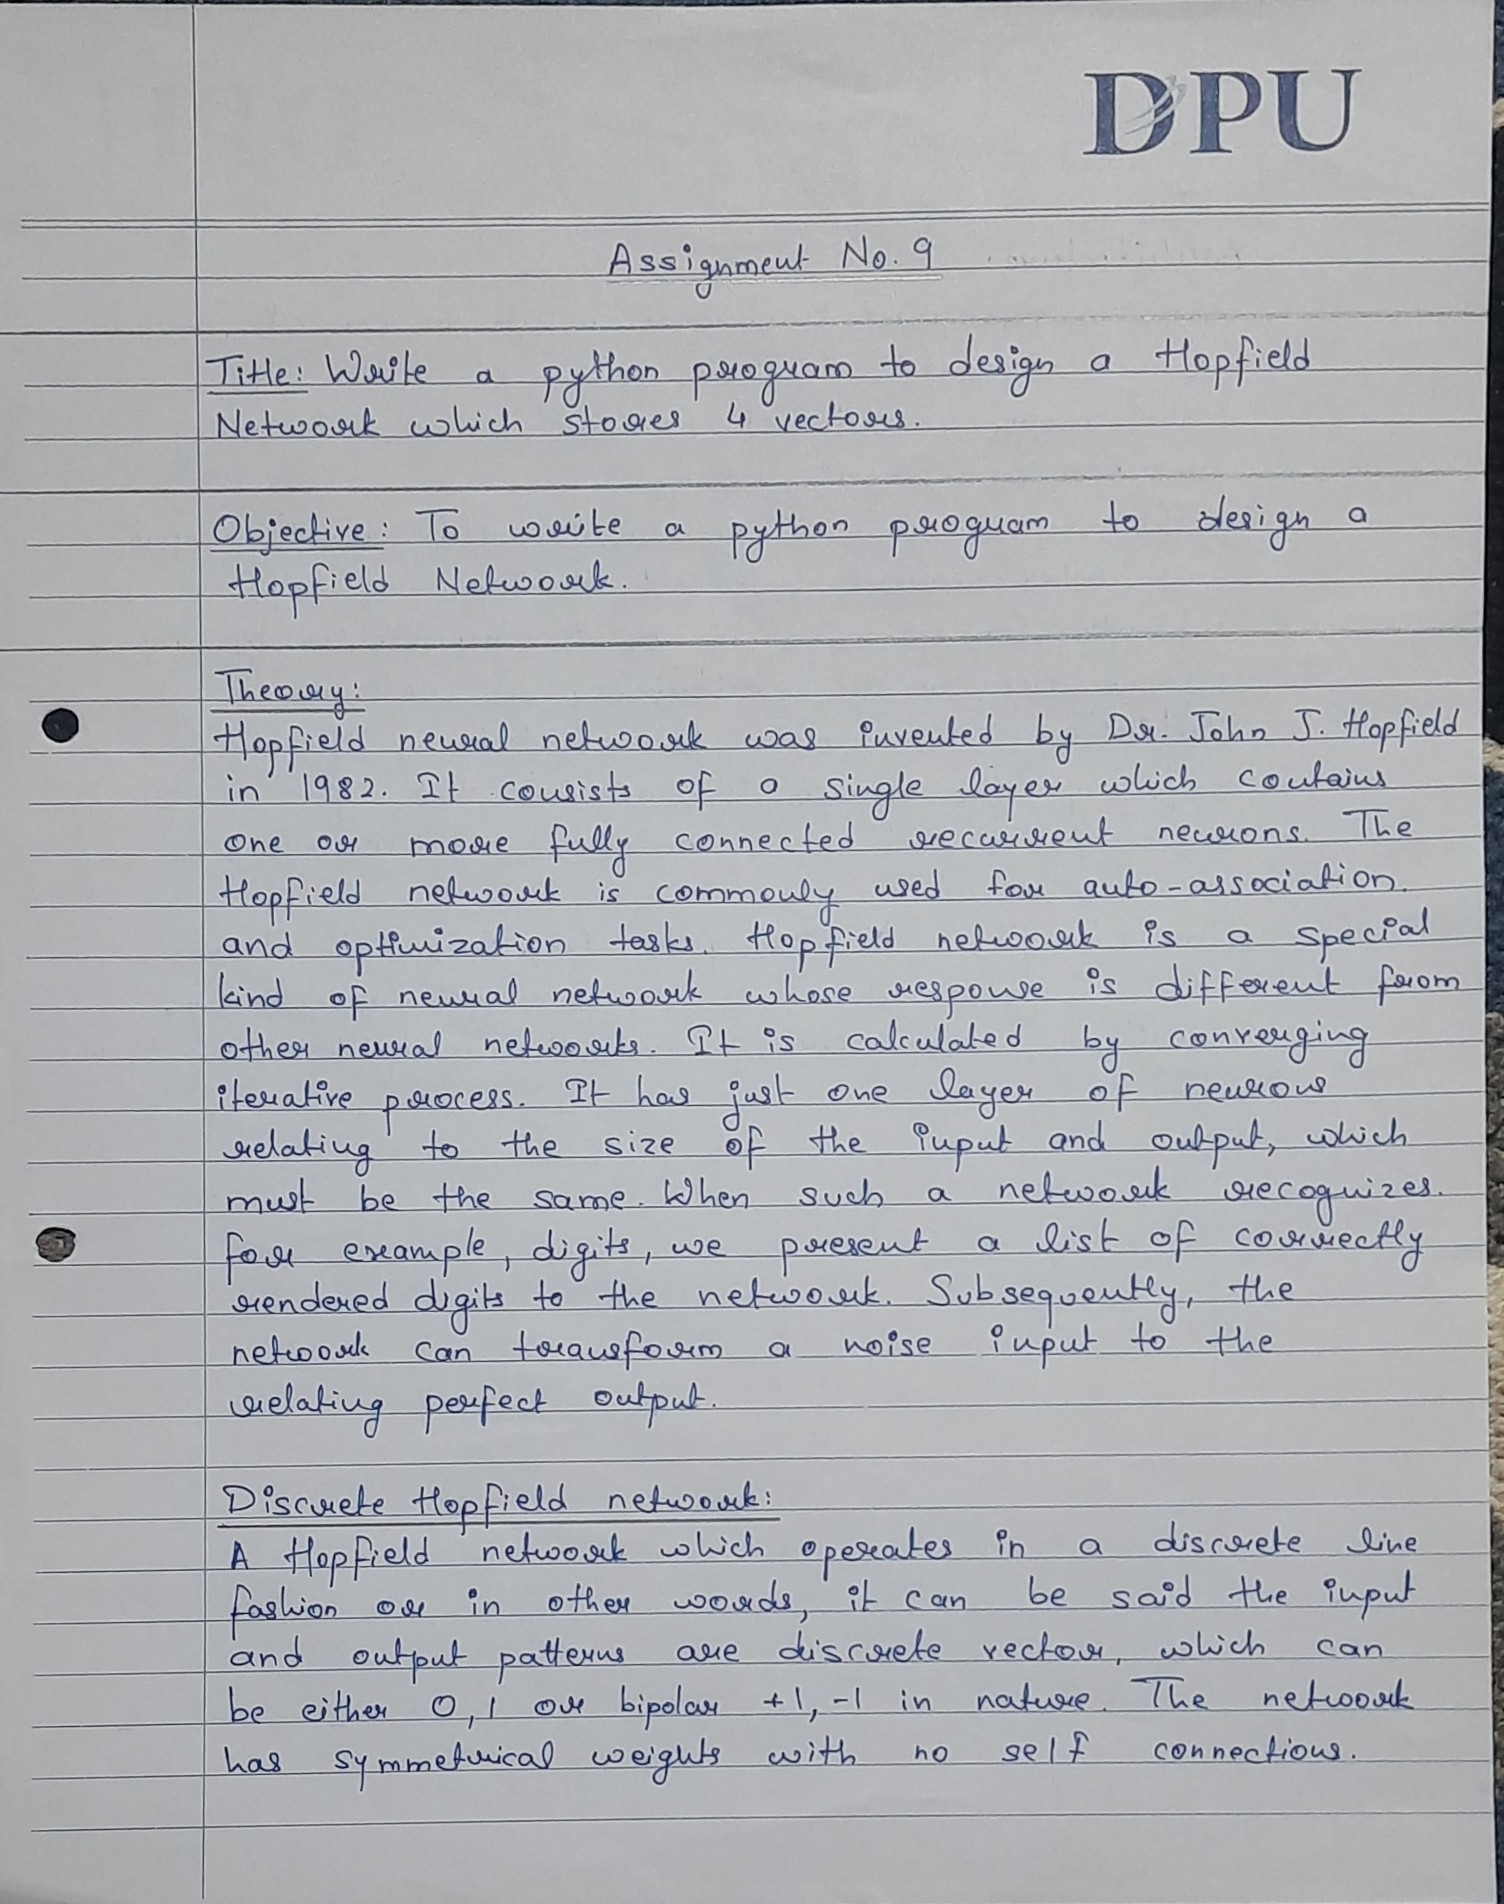 DPU
Assignment No. 9
Title: Write a python program to design a Hopfield
Network which stores 4 vectors.
Objective: To write a python program to design a
Hopfield Network.
Theory:
Hopfield neural network was invented by Dr. John J. Hopfield
in 1982. It consists of a single layer which contains
one or more fully connected recurrent neurons. The
Hopfield network is commonly used for auto-association
and optimization tasks. Hopfield network is a special
kind of neural network whose response is different from
other neural networks. It is calculated by converging
iterative process. It has just one layer of neurons
relating to the size of the input and output, which
must be the same. When such a network recognizes.
for example, digits, we present a list of correctly
rendered digits to the network. Subsequently, the
network can transform a noise input to the
relating perfect output.
Discrete Hopfield network:
A Hopfield network which operates in a discrete line
fashion or in other words, it can be said the input
and output patterns are discrete vector, which can
be either 0,1 or bipolar +1, -1 in nature. The network
has symmetrical weights with no self connections.